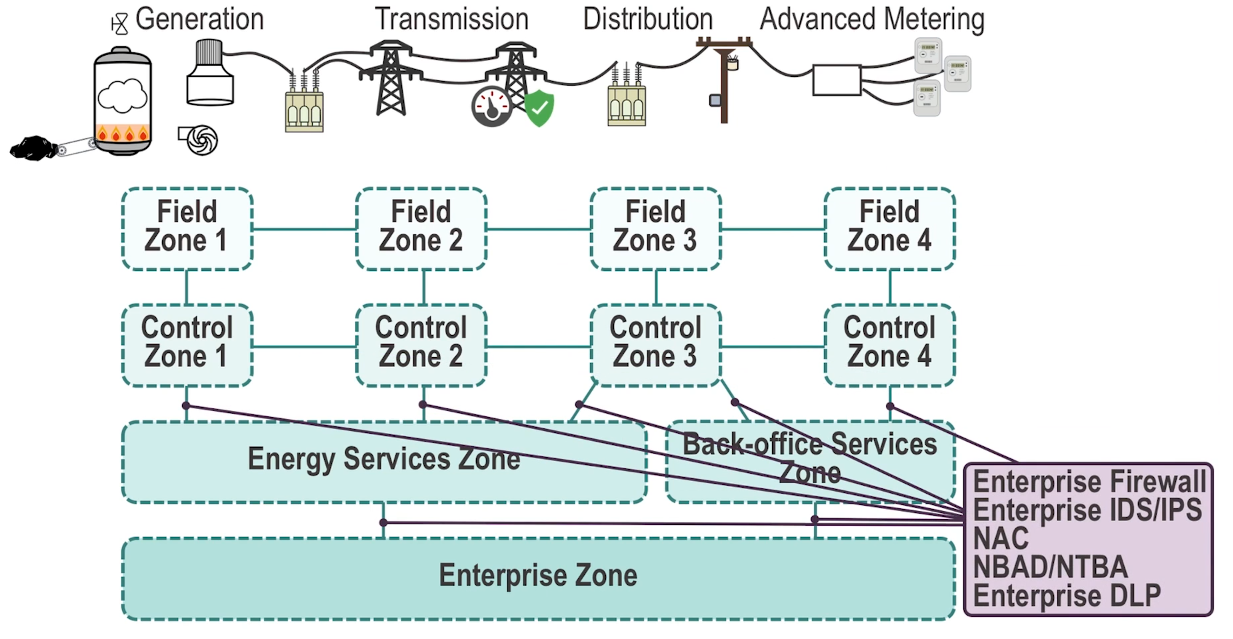 Generation
Transmission
Distribution
Advanced Metering
Field
Zone 1
Field
Zone 2
Field
Zone 3
Field
Zone 4
Control
Zone 1
Control
Zone 2
Control
Zone 3
Control
Zone 4
Energy Services Zone
Back-office Services
Zone
Enterprise Firewall
Enterprise IDS/IPS
NAC
NBAD/NTBA
Enterprise DLP
Enterprise Zone